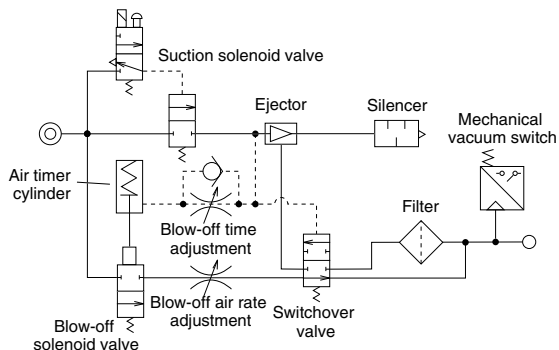 Suction solenoid valve
Ejector
Silencer
Mechanical
vacuum switch
Air timer
cylinder
Blow-off time
adjustment
Filter
Blow-off air rate
adjustment
Switchover
valve
Blow-off
solenoid valve